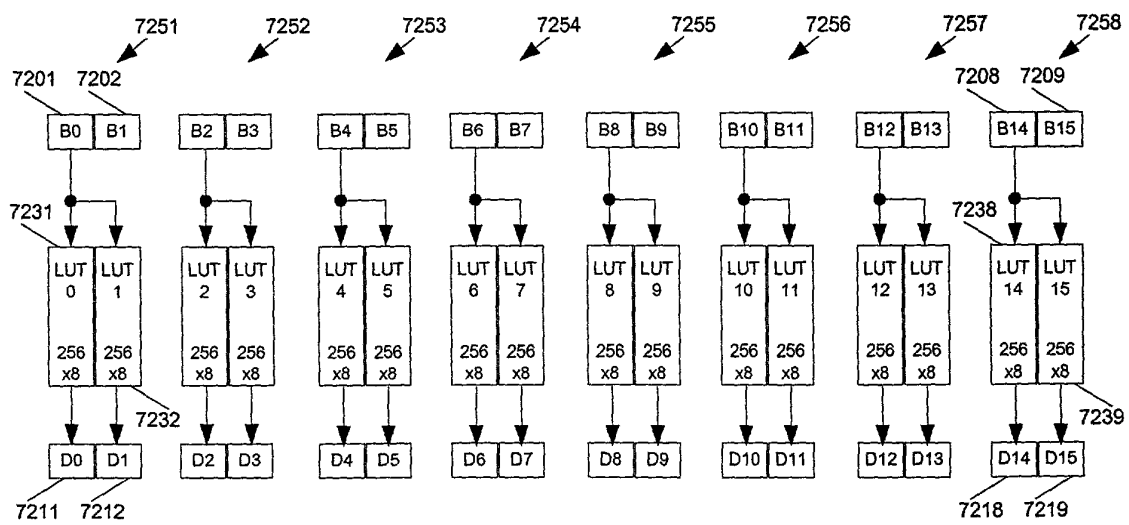 7251 7252 7253 7254 7255 7256 7257 7258
7201 7202 7208 7209
B0 B1 B2 B3 B4 B5 B6 B7 B8 B9 B10 B11 B12 B13 B14 B15
7231 7238
LUT LUT LUT LUT LUT LUT LUT LUT LUT LUT LUT LUT LUT LUT LUT LUT
0 1 2 3 4 5 6 7 8 9 10 11 12 13 14 15
256 256 256 256 256 256 256 256 256 256 256 256 256 256 256 256
x8 x8 x8 x8 x8 x8 x8 x8 x8 x8 x8 x8 x8 x8 x8 x8
7232 7239
D0 D1 D2 D3 D4 D5 D6 D7 D8 D9 D10 D11 D12 D13 D14 D15
7211 7212 7218 7219